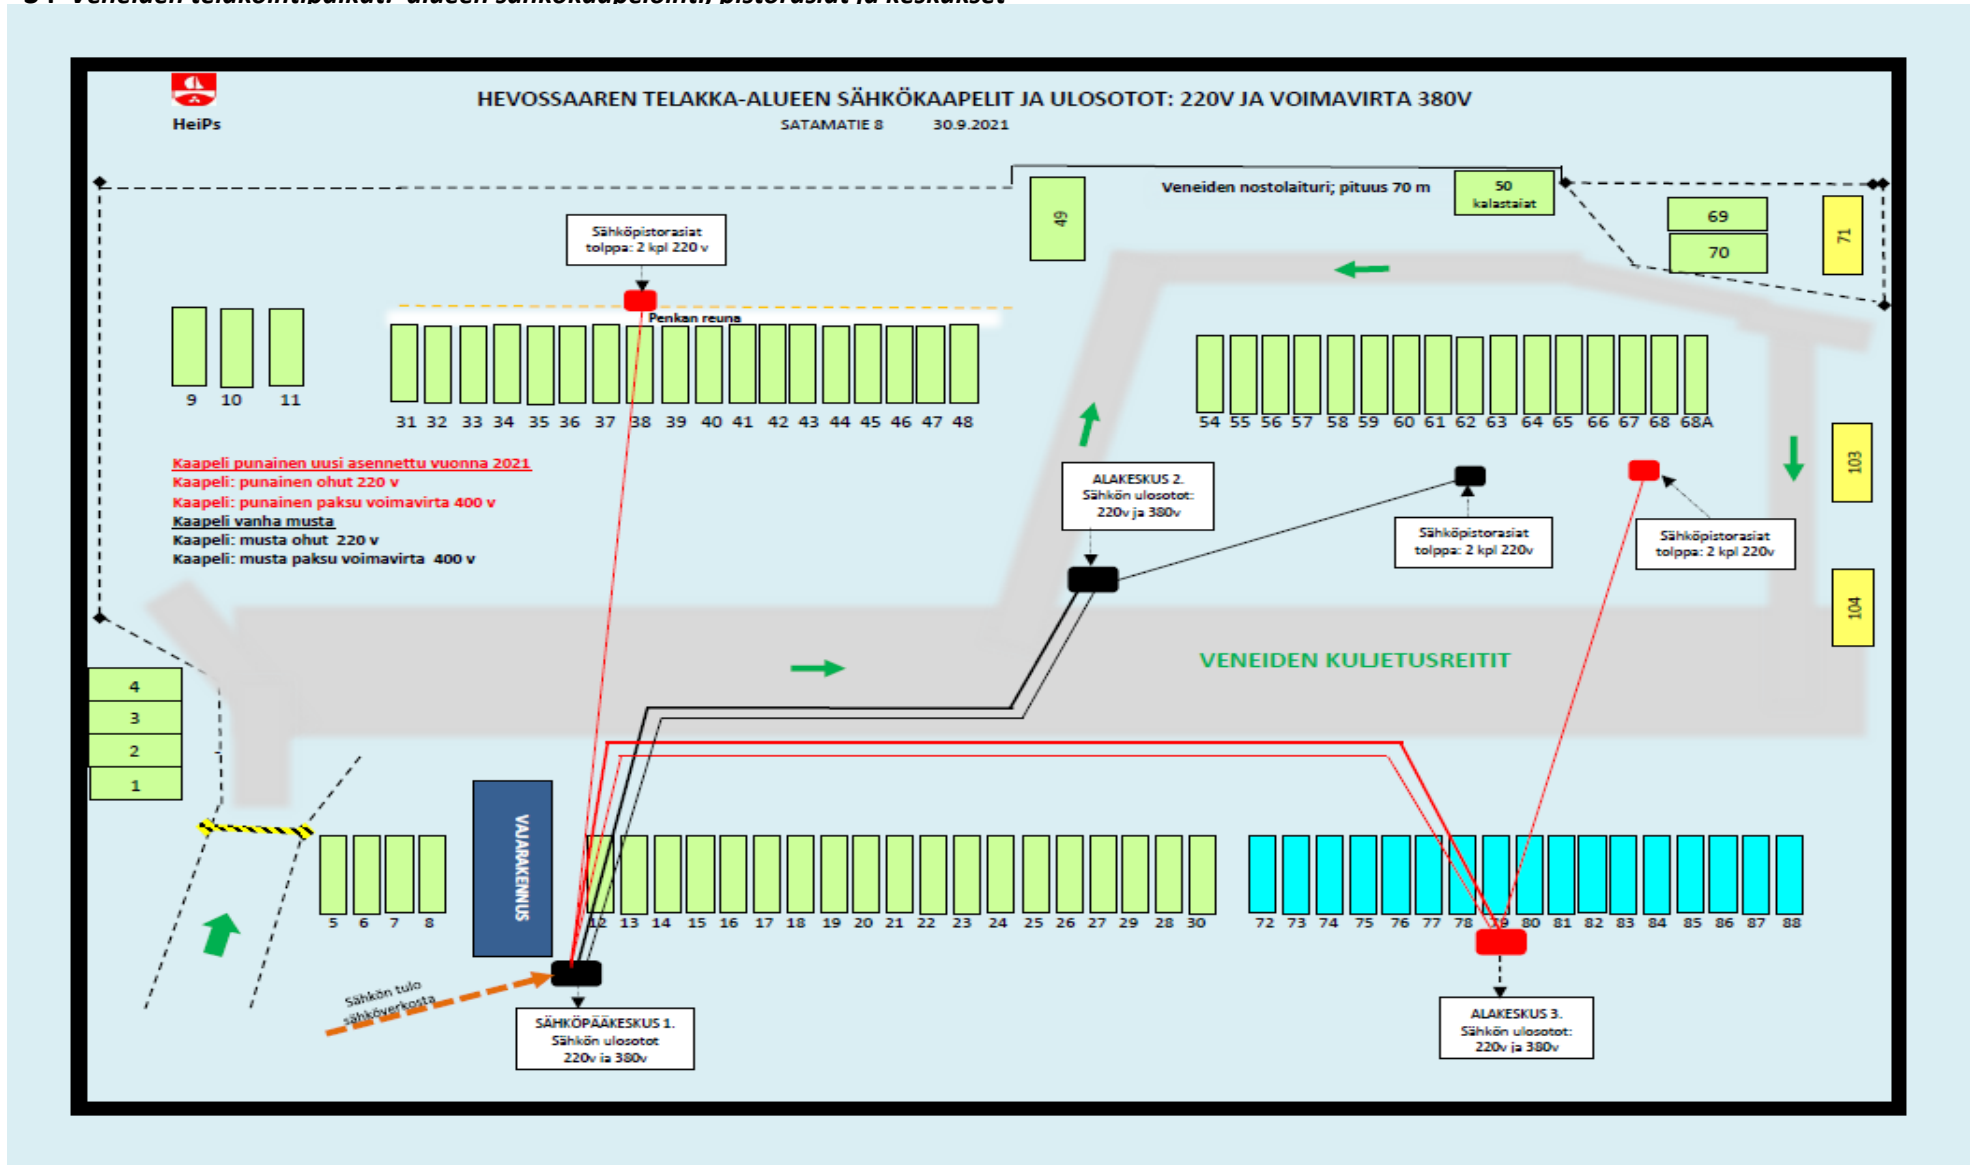 HEVOSSAAREN TELAKKA-ALUEEN SÄHKÖKAAPELIT JA ULOSOTOT: 220V JA VOIMAVIRTA 380V
HeiPs
SATAMATIE 8 30.9.2021
49
Veneiden nostolaituri; pituus 70 m
50
kalastajat
69
70
71
Sähköpistorasiat
tolppa: 2 kpl 220 v
Penkan reuna
9 10 11
31 32 33 34 35 36 37 38 39 40 41 42 43 44 45 46 47 48
54 55 56 57 58 59 60 61 62 63 64 65 66 67 68 68A
103
104
Kaapeli punainen uusi asennettu vuonna 2021
Kaapeli: punainen ohut 220 v
Kaapeli: punainen paksu voimavirta 400 v
Kaapeli vanha musta
Kaapeli: musta ohut 220 v
Kaapeli: musta paksu voimavirta 400 v
ALAKESKUS 2.
Sähkön ulosotot:
220v ja 380v
Sähköpistorasiat
tolppa: 2 kpl 220v
Sähköpistorasiat
tolppa: 2 kpl 220v
VENEIDEN KULJETUSREITIT
4
3
2
1
VAJARAKENNUS
5 6 7 8
12 13 14 15 16 17 18 19 20 21 22 23 24 25 26 27 29 28 30
72 73 74 75 76 77 78 79 80 81 82 83 84 85 86 87 88
Sähkön tulo
sähköverkosta
SÄHKÖPÄÄKESKUS 1.
Sähkön ulosotot
220v ja 380v
ALAKESKUS 3.
Sähkön ulosotot:
220v ja 380v